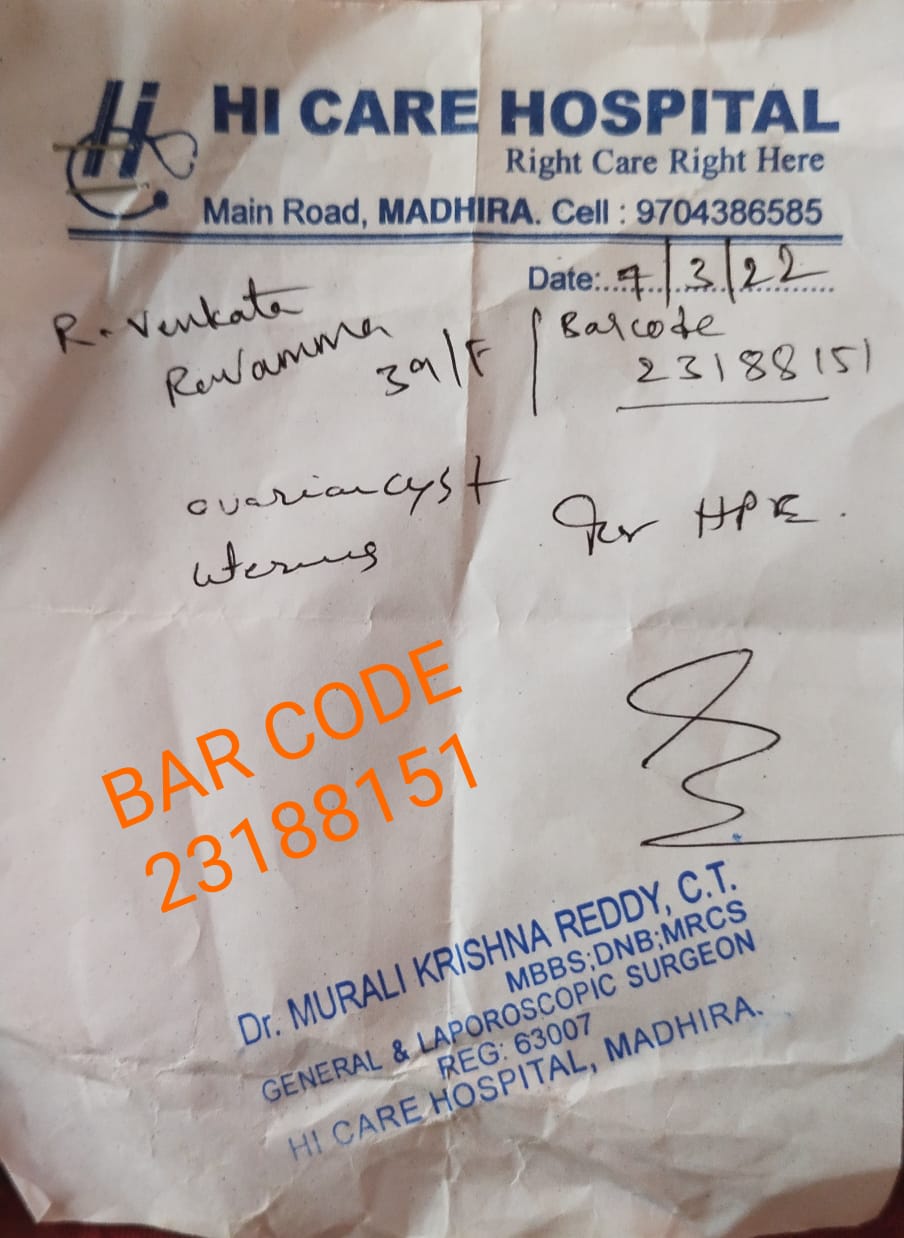 HI CARE HOSPITAL
Right Care Right Here
Main Road, MADHIRA. Cell : 9704386585
Date: 7/3/22
R. Venkata
Revamma 39/F
Barcode
23188151
ovarian cyst
uterus
for HPE.
BAR CODE
23188151
Dr. MURALI KRISHNA REDDY, C.T.
MBBS;DNB;MRCS
GENERAL & LAPOROSCOPIC SURGEON
REG: 63007
HI CARE HOSPITAL, MADHIRA.